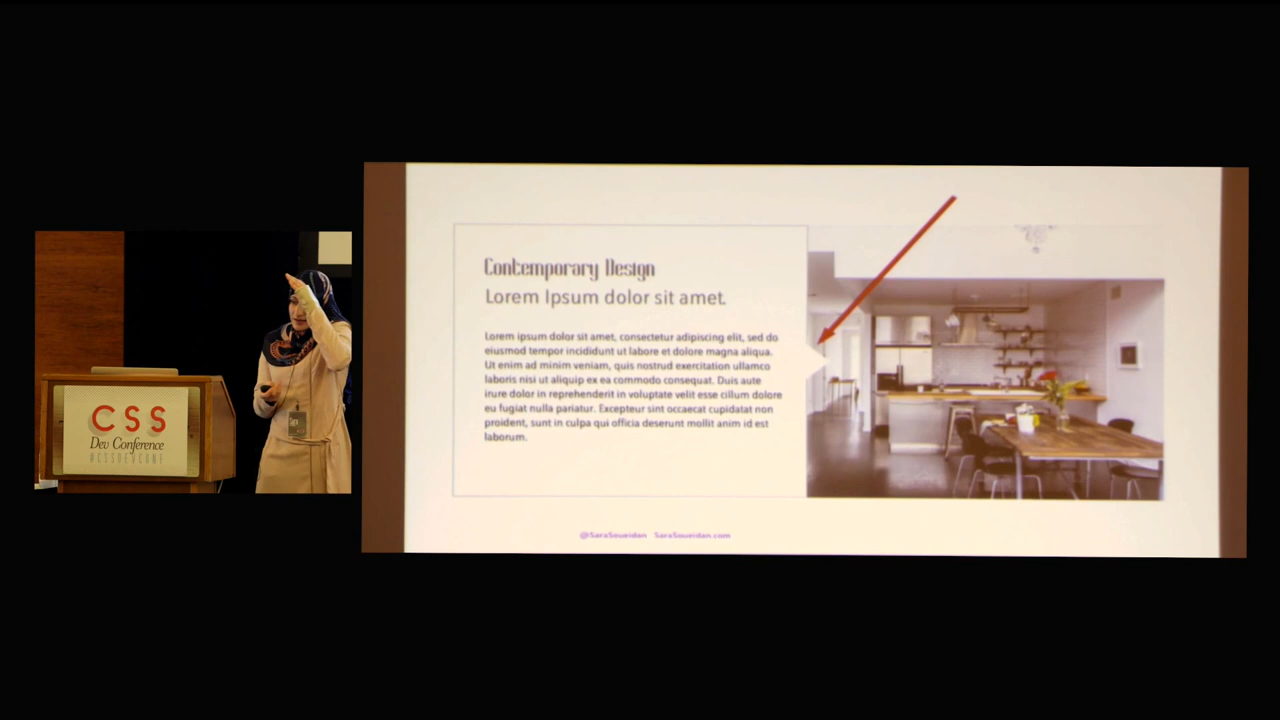 CSS
Dev Conference
#CSSDEVCONF
Contemporary Design
Lorem Ipsum dolor sit amet.
Lorem ipsum dolor sit amet, consectetur adipiscing elit, sed do
eiusmod tempor incididunt ut labore et dolore magna aliqua.
Ut enim ad minim veniam, quis nostrud exercitation ullamco
laboris nisi ut aliquip ex ea commodo consequat. Duis aute
irure dolor in reprehenderit in voluptate velit esse cillum dolore
eu fugiat nulla pariatur. Excepteur sint occaecat cupidatat non
proident, sunt in culpa qui officia deserunt mollit anim id est
laborum.
@SaraSoueidan SaraSoueidan.com